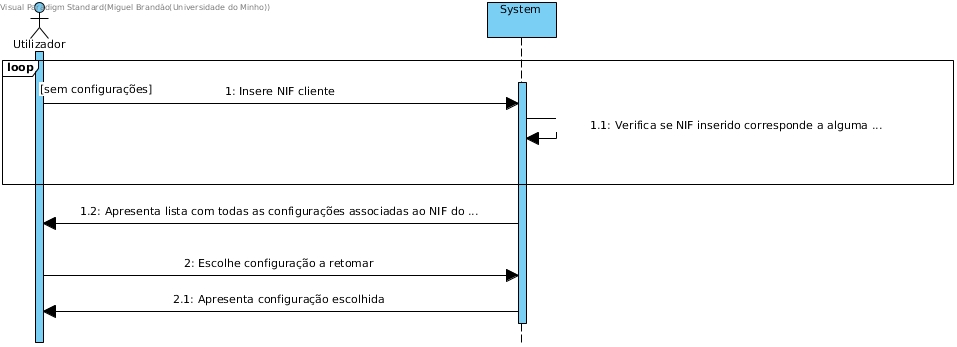 Visual Paradigm Standard(Miguel Brandão(Universidade do Minho))
System
Utilizador
loop
[sem configurações]
1: Insere NIF cliente
1.1: Verifica se NIF inserido corresponde a alguma ...
1.2: Apresenta lista com todas as configurações associadas ao NIF do ...
2: Escolhe configuração a retomar
2.1: Apresenta configuração escolhida